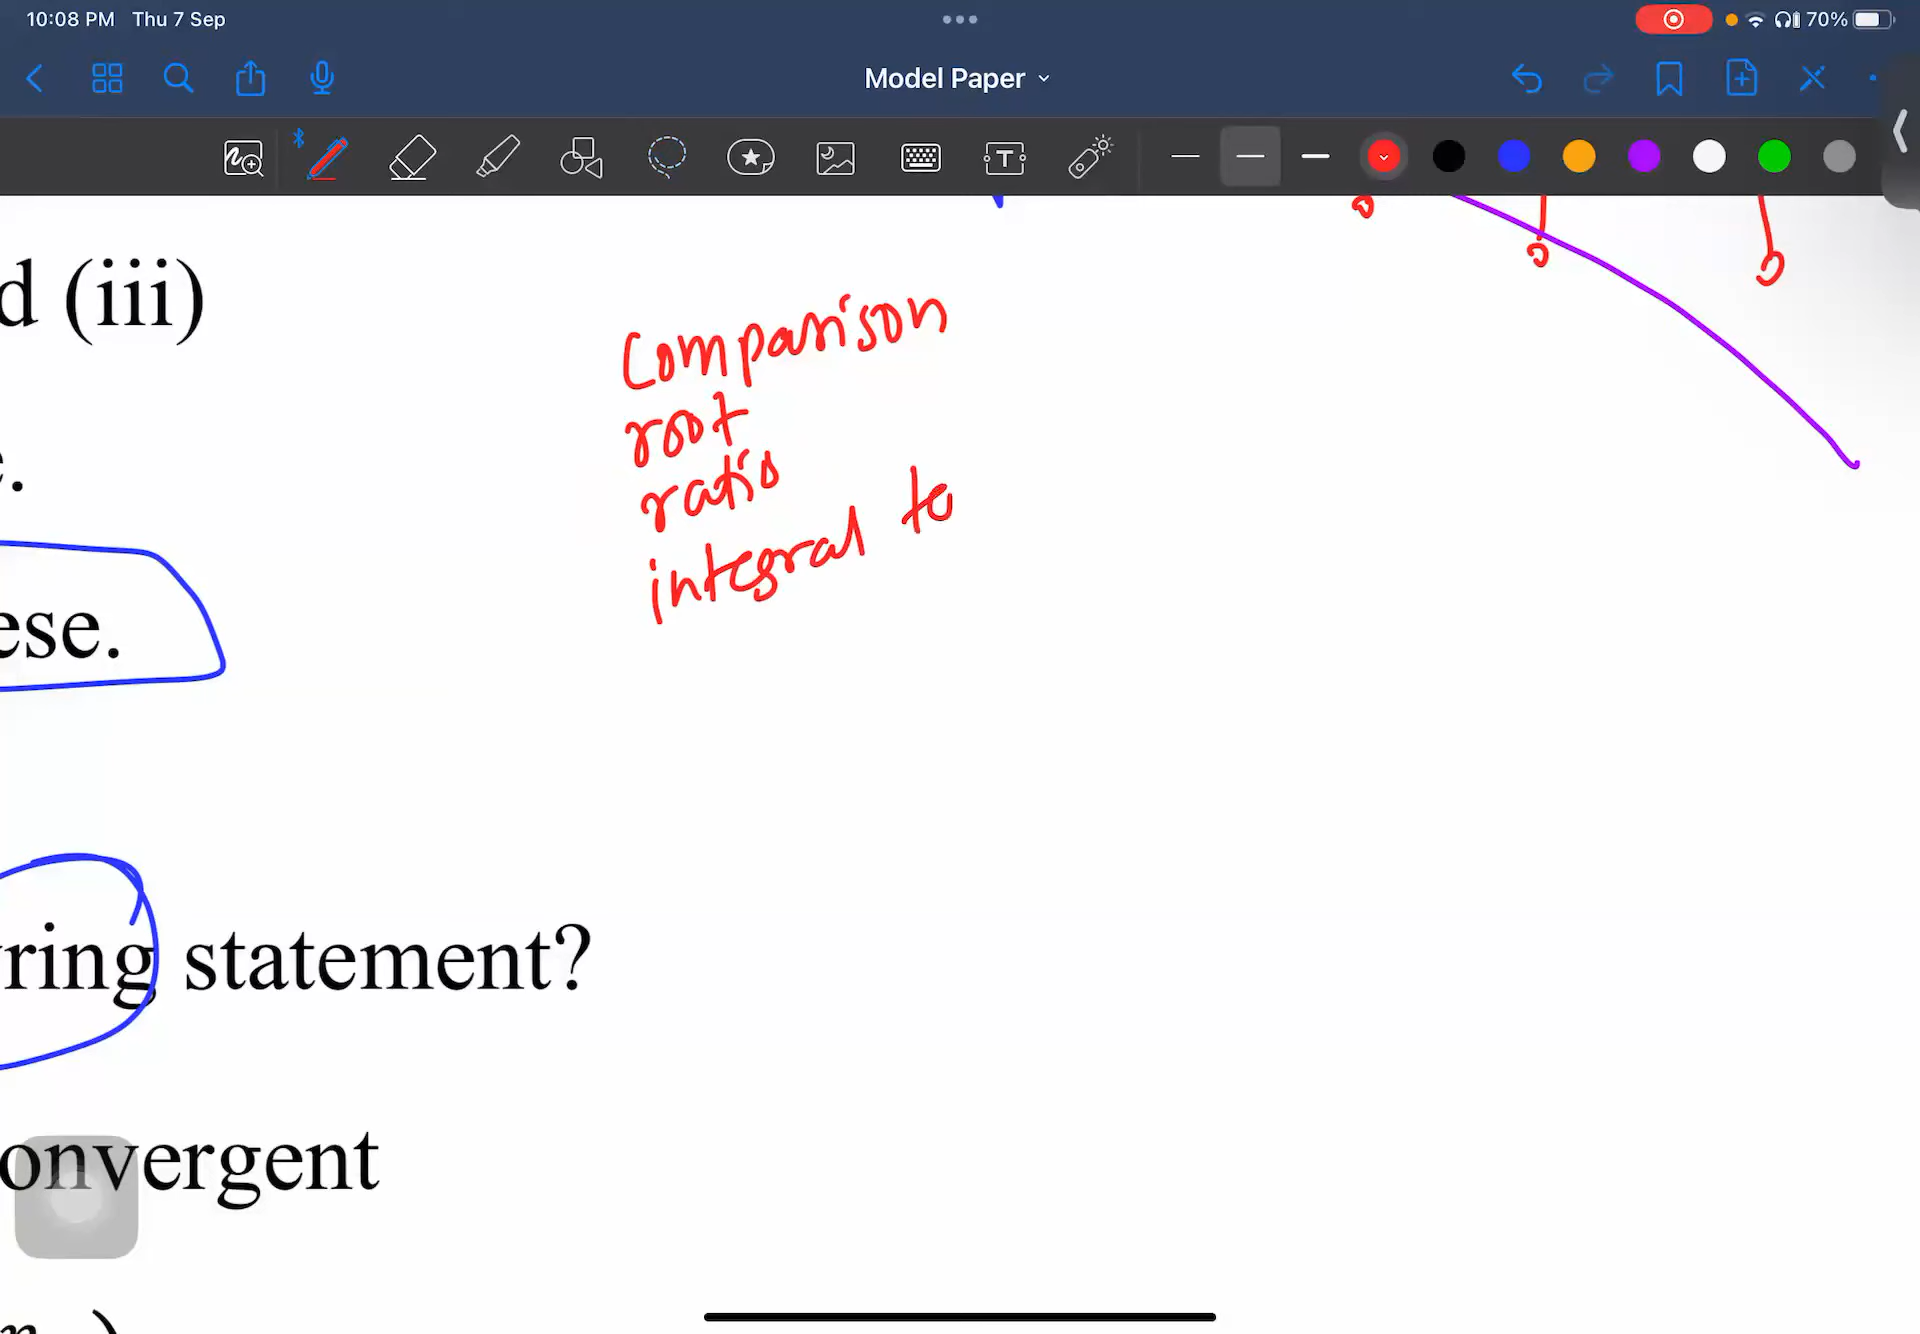 10:08 PM Thu 7 Sep
70%
Model Paper
T
d (iii)
Comparison
root
ratio
integral te
e.
ese.
ring statement?
onvergent